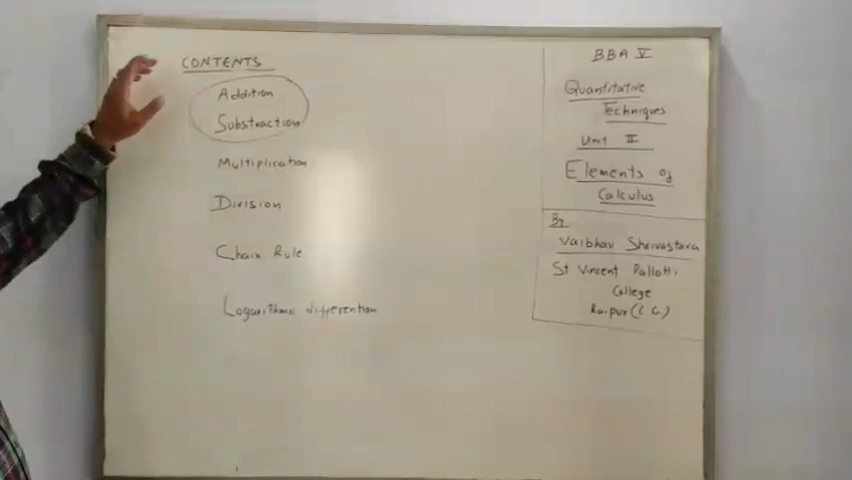 CONTENTS
Addition
Substraction
Multiplication
Division
Chain Rule
Logarithmic differention
BBA V
Quantitative
Techniques
Unit II
Elements of
Calculus
By
Vaibhav Shrivastava
St Vincent Pallotti
College
Raipur (C G)